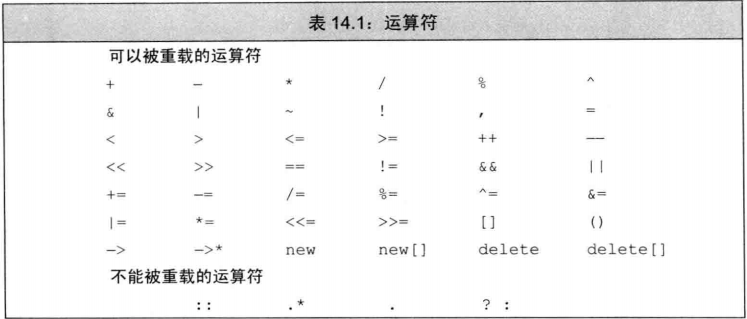 表 14.1：运算符
可以被重载的运算符
+ - * / % ^
& | ~ ! , =
< > <= >= ++ --
<< >> == != && ||
+= -= /= %= ^= &=
|= *= <<= >>= [] ()
-> ->* new new[] delete delete[]
不能被重载的运算符
:: .* . ? :